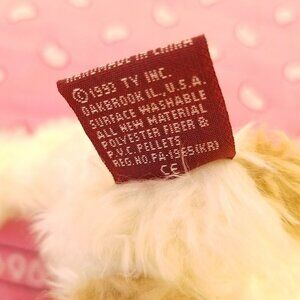 HANDMADE IN CHINA
© 1993 TY INC.
OAKBROOK IL, U.S.A.
SURFACE WASHABLE
ALL NEW MATERIAL
POLYESTER FIBER &
P.V.C. PELLETS
REG.NO.PA-1965(KR)
CE